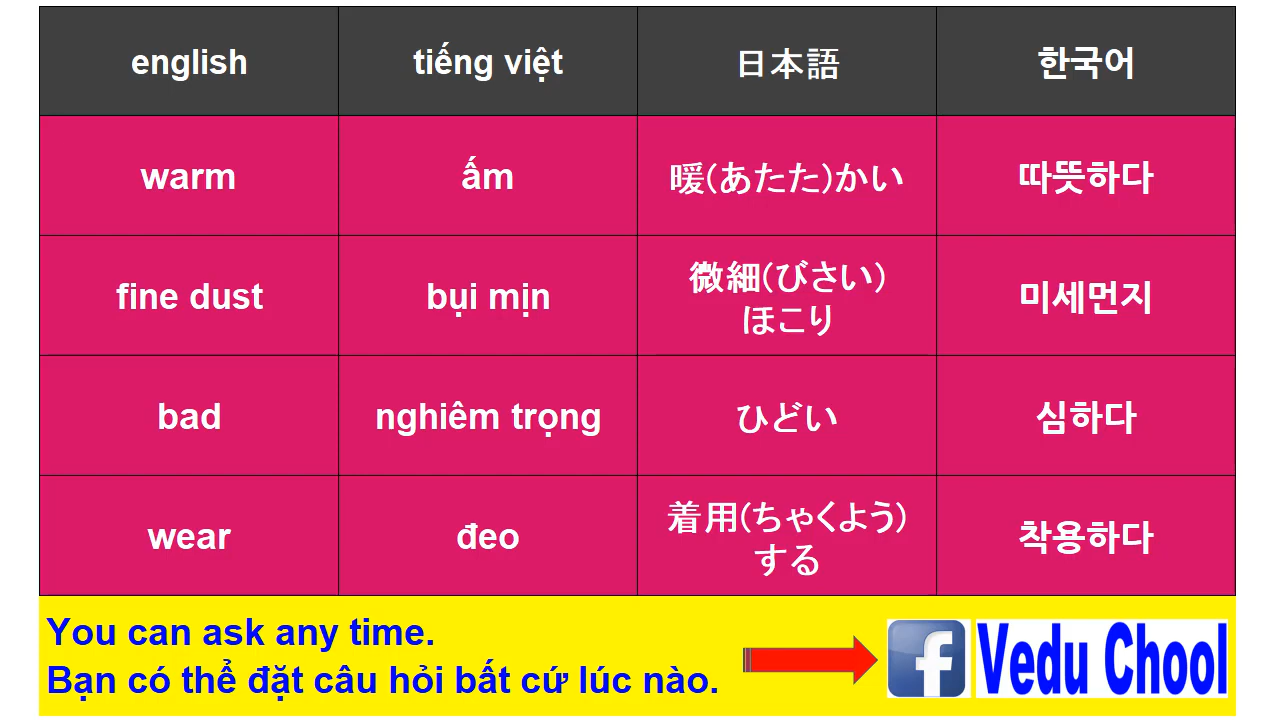 english tiếng việt 日本語 한국어
warm ấm 暖(あたた)かい 따뜻하다
fine dust bụi mịn 微細(びさい) 미세먼지
ほこり
bad nghiêm trọng ひどい 심하다
wear đeo 着用(ちゃくよう) 착용하다
する
You can ask any time.
Bạn có thể đặt câu hỏi bất cứ lúc nào.
f Vedu Chool